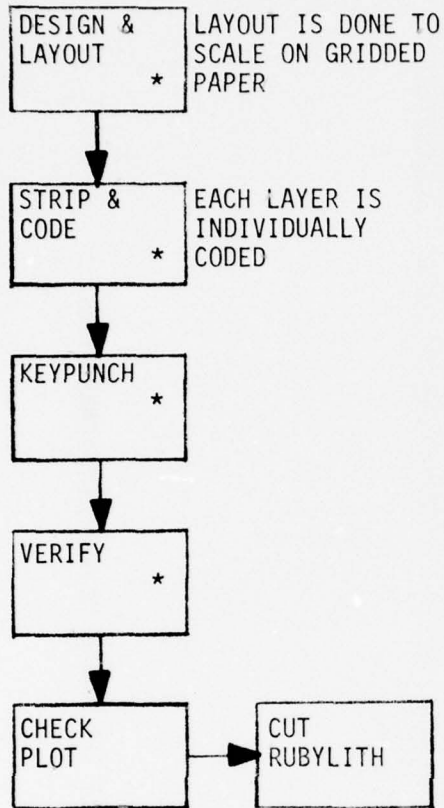 DESIGN &
LAYOUT
*
LAYOUT IS DONE TO
SCALE ON GRIDDED
PAPER
STRIP &
CODE
*
EACH LAYER IS
INDIVIDUALLY
CODED
KEYPUNCH
*
VERIFY
*
CHECK
PLOT
CUT
RUBYLITH